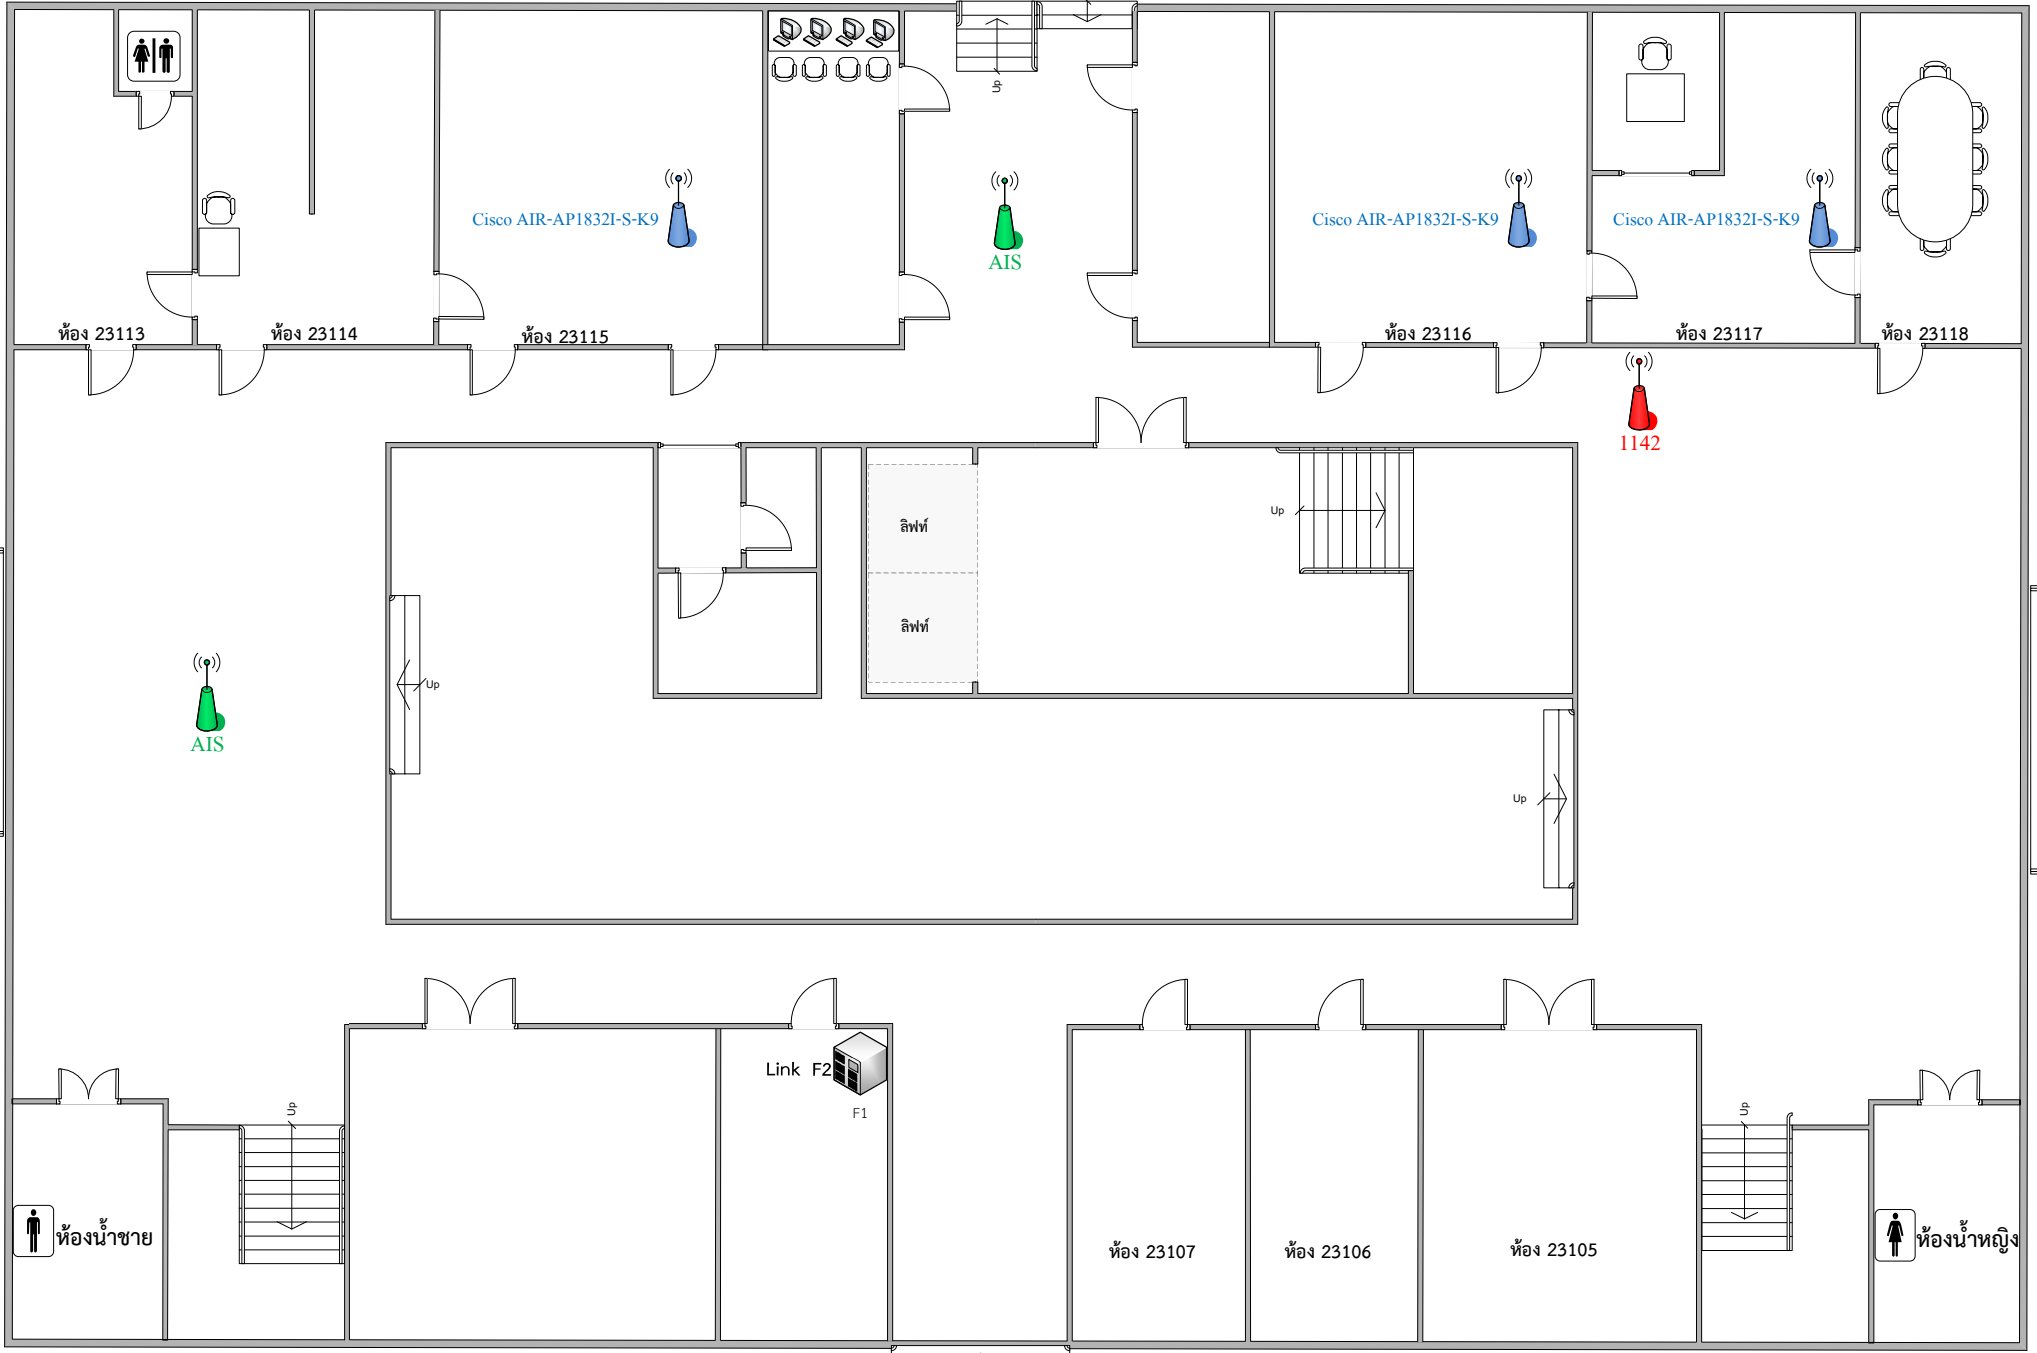 Up
Cisco AIR-AP1832I-S-K9
AIS
Cisco AIR-AP1832I-S-K9
Cisco AIR-AP1832I-S-K9
ห้อง 23113
ห้อง 23114
ห้อง 23115
ห้อง 23116
ห้อง 23117
ห้อง 23118
1142
ลิฟท์
Up
ลิฟท์
Up
AIS
Up
Link F2
F1
Up
Up
ห้องน้ำชาย
ห้อง 23107
ห้อง 23106
ห้อง 23105
ห้องน้ำหญิง